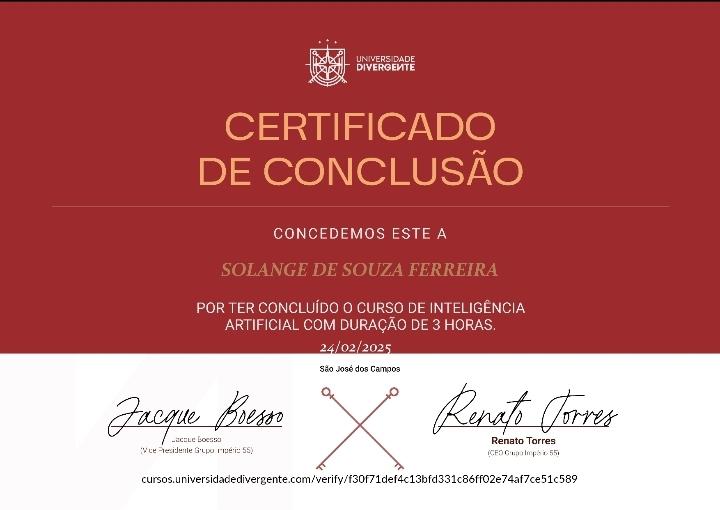 UNIVERSIDADE
DIVERGENTE
CERTIFICADO
DE CONCLUSÃO
CONCEDEMOS ESTE A
SOLANGE DE SOUZA FERREIRA
POR TER CONCLUÍDO O CURSO DE INTELIGÊNCIA
ARTIFICIAL COM DURAÇÃO DE 3 HORAS.
24/02/2025
São José dos Campos
Jacque Boesso
Renato Torres
Jacque Boesso
Renato Torres
(Vice Presidente Grupo Império 55)
(CEO Grupo Império 55)
cursos.universidadedivergente.com/verify/f30f71def4c13bfd331c86ff02e74af7ce51c589